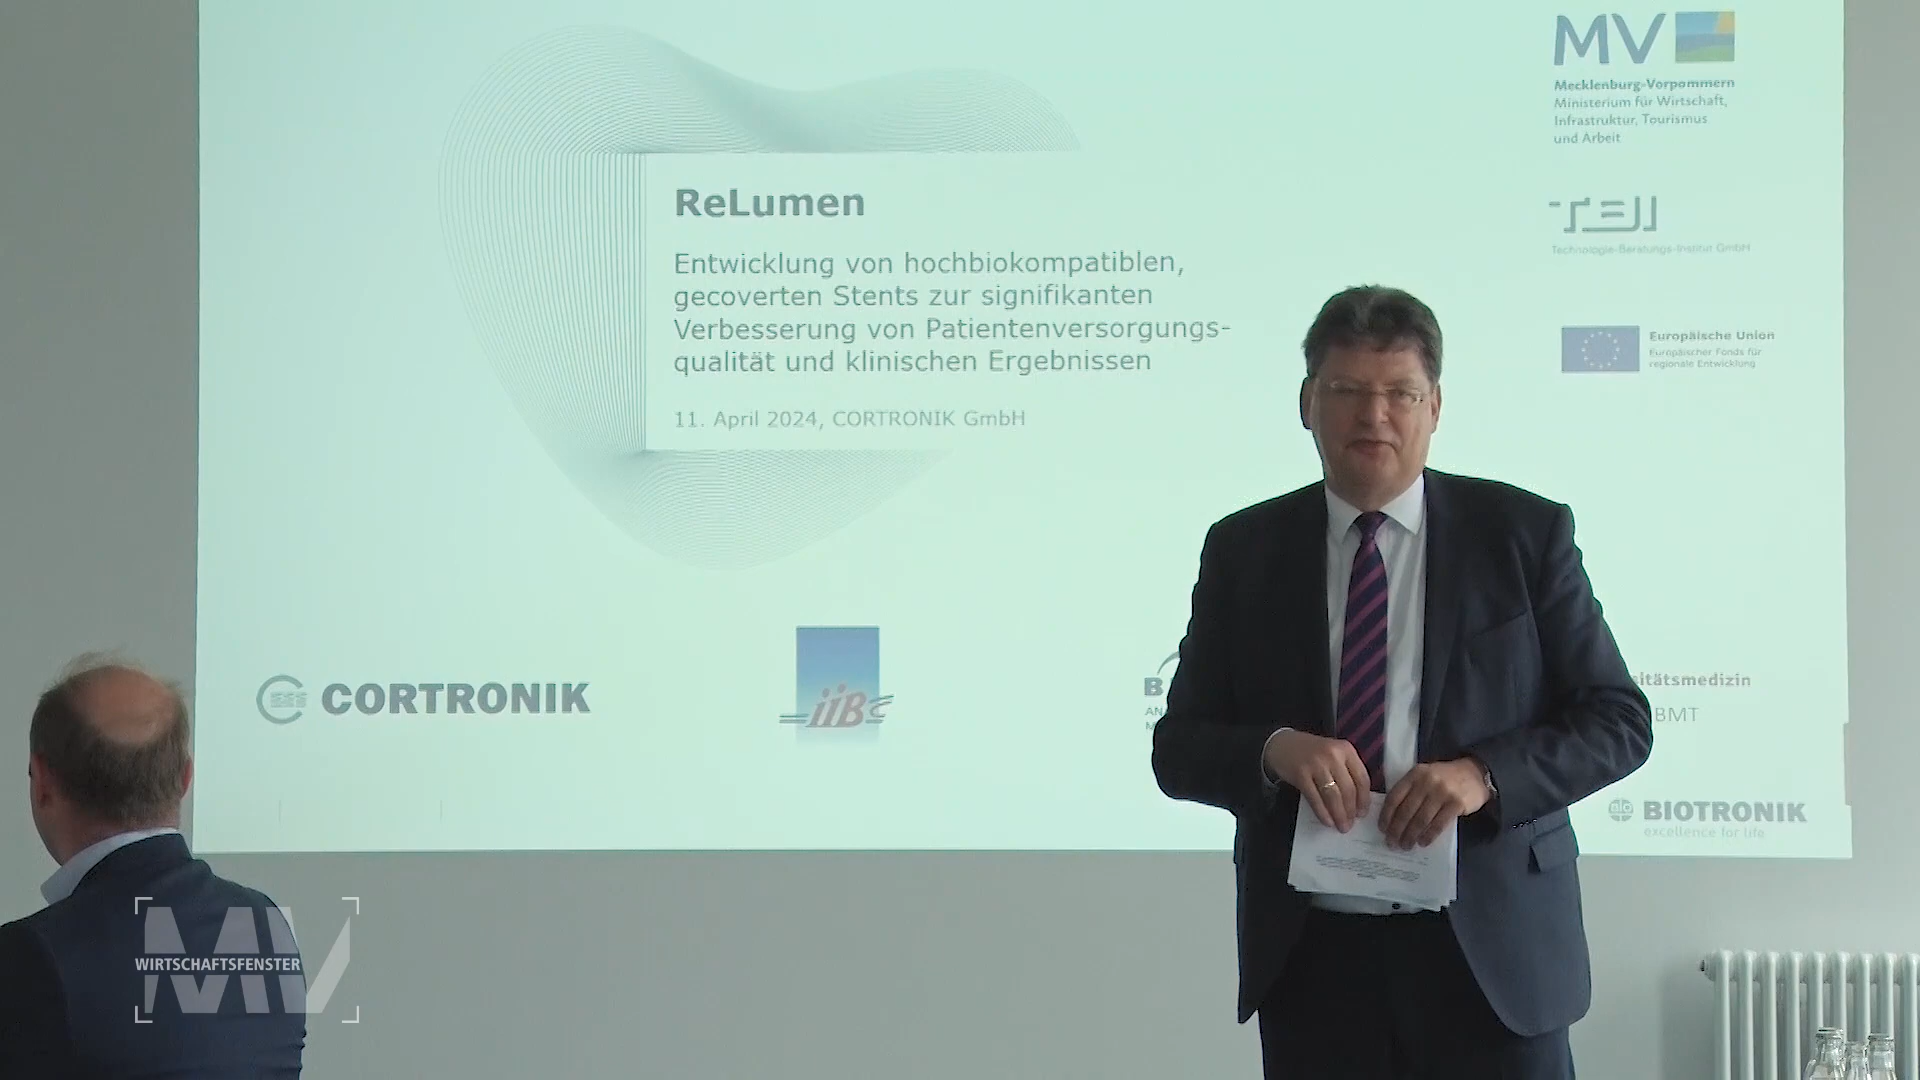 MV
Mecklenburg-Vorpommern
Ministerium für Wirtschaft,
Infrastruktur, Tourismus
und Arbeit
TBI
Technologie-Beratungs-Institut GmbH
Europäische Union
Europäischer Fonds für
regionale Entwicklung
ReLumen
Entwicklung von hochbiokompatiblen,
gecoverten Stents zur signifikanten
Verbesserung von Patientenversorgungs-
qualität und klinischen Ergebnissen
11. April 2024, CORTRONIK GmbH
CORTRONIK
iiBc
B
AN
M
itätsmedizin
BMT
BIOTRONIK
excellence for life
MV
WIRTSCHAFTSFENSTER